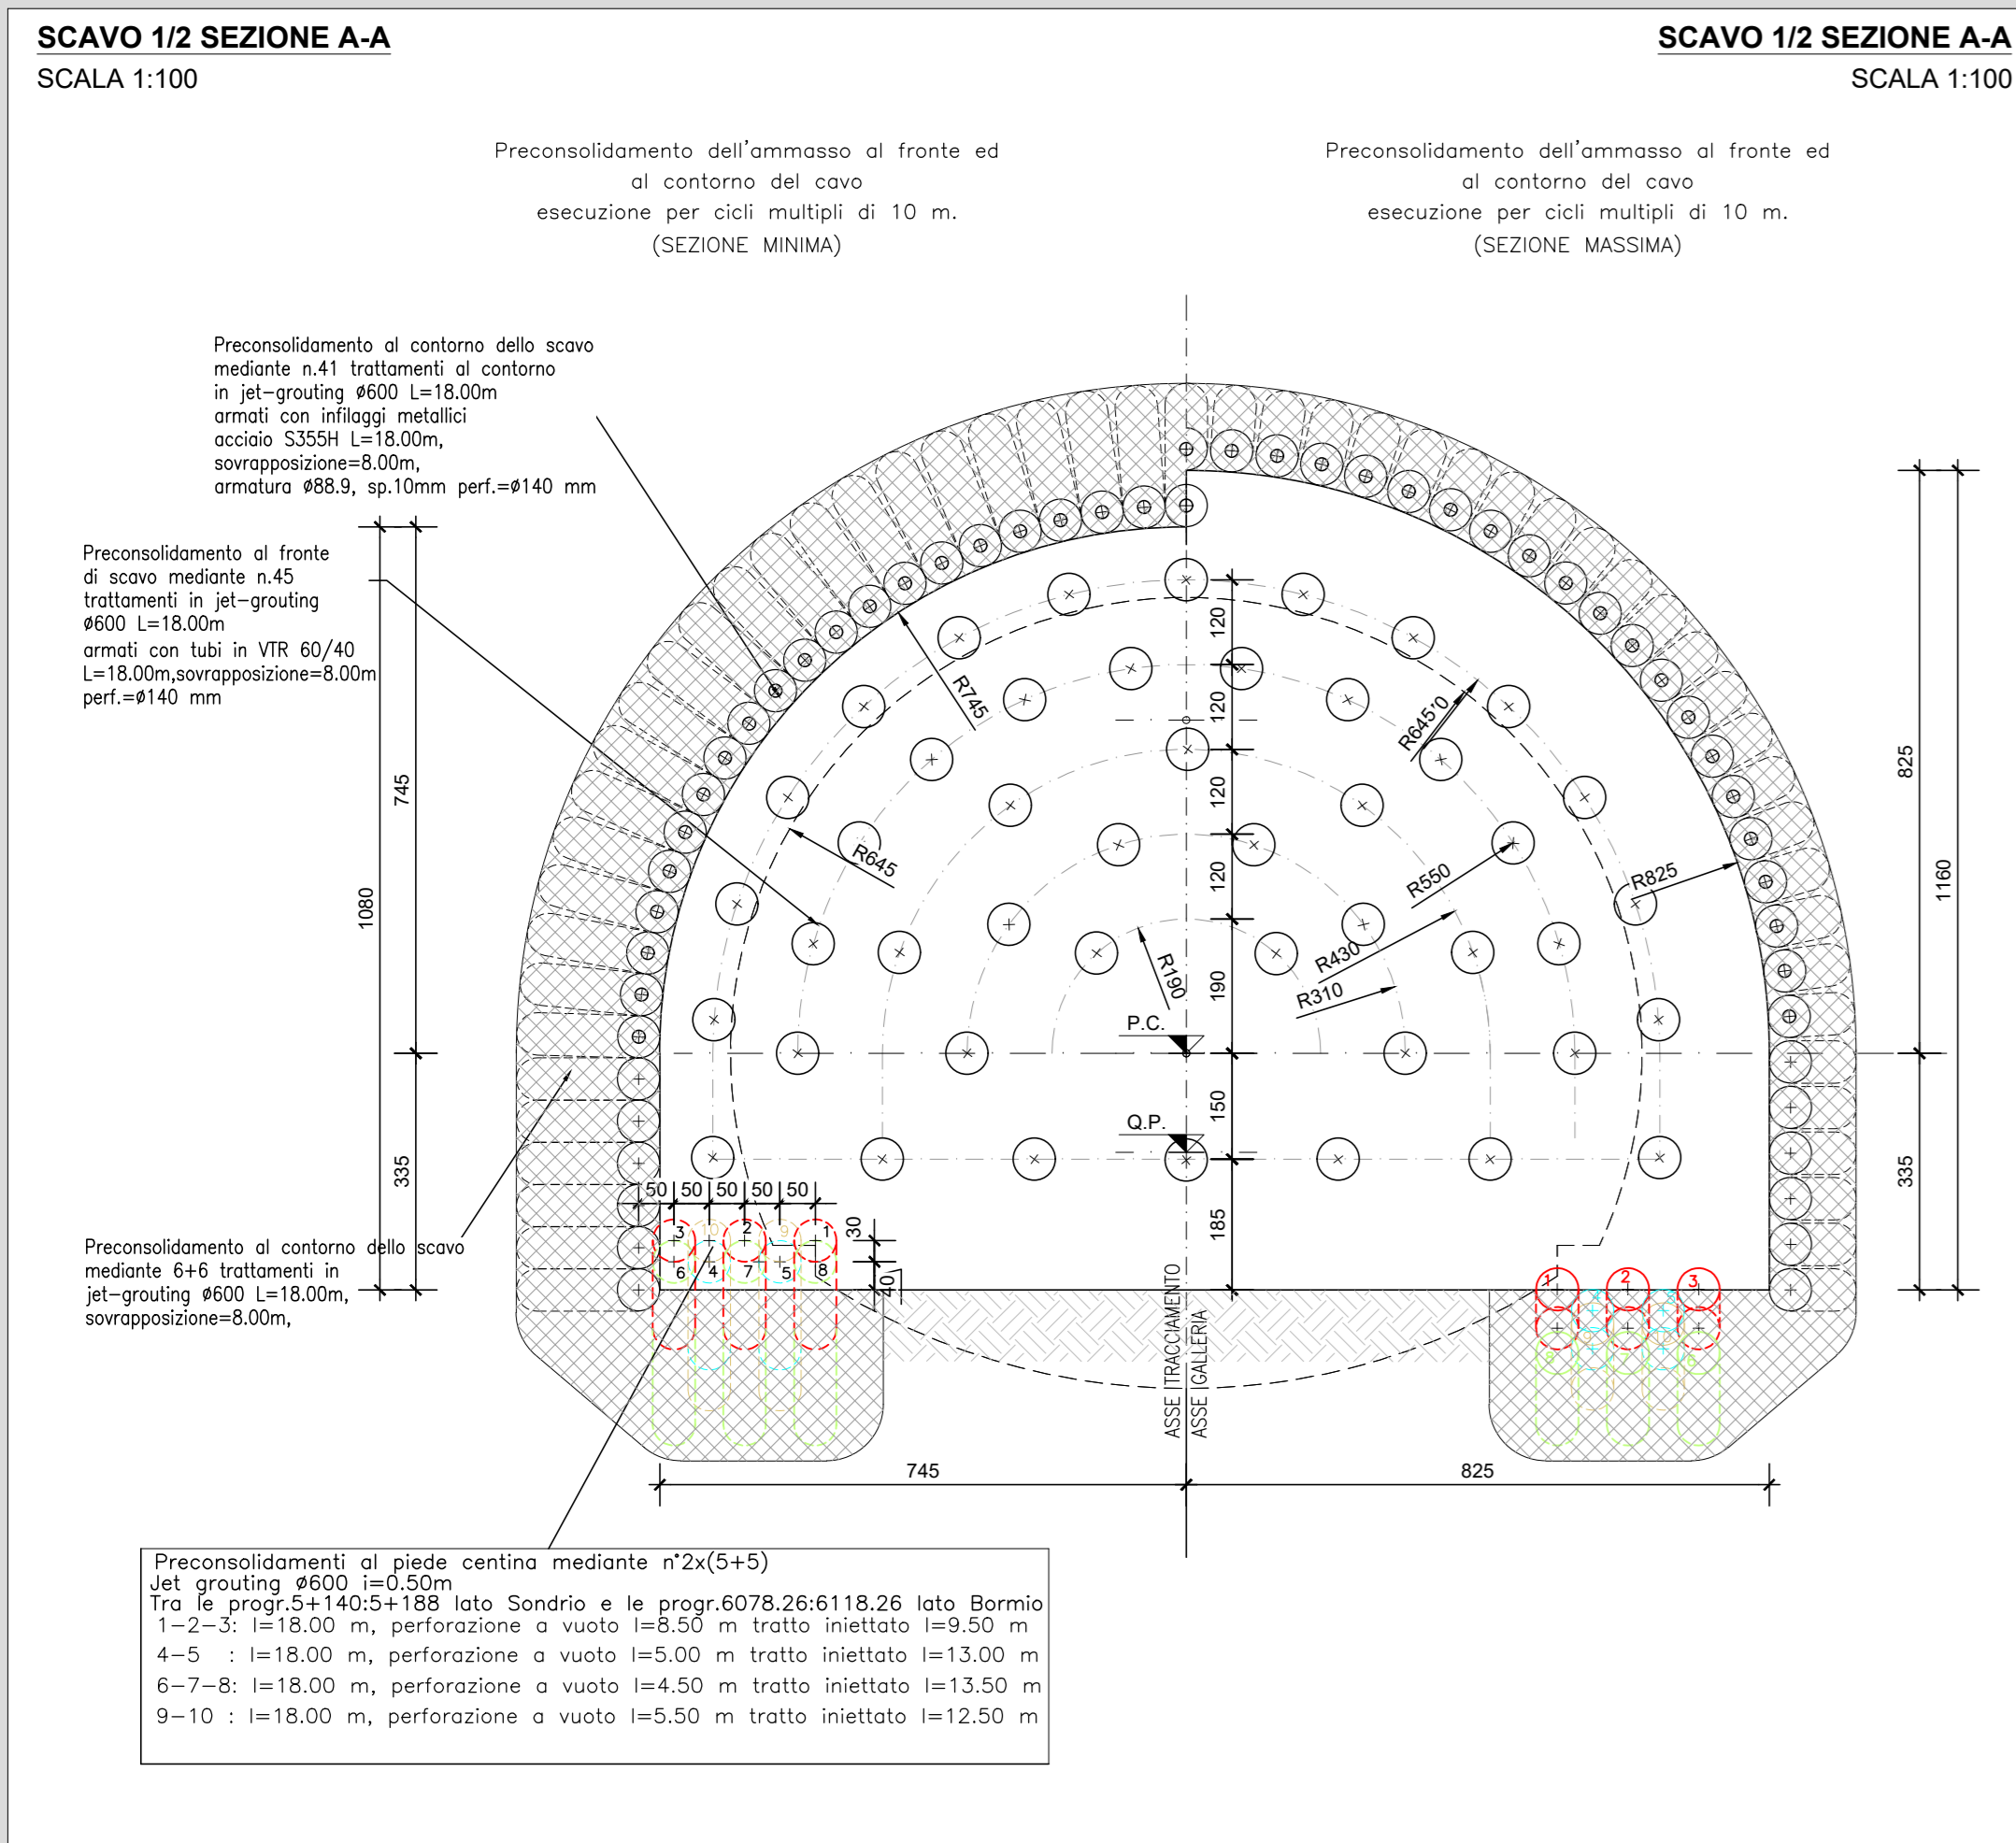 SCAVO 1/2 SEZIONE A-A
SCALA 1:100
SCAVO 1/2 SEZIONE A-A
SCALA 1:100
Preconsolidamento dell'ammasso al fronte ed
al contorno del cavo
esecuzione per cicli multipli di 10 m.
(SEZIONE MINIMA)
Preconsolidamento dell'ammasso al fronte ed
al contorno del cavo
esecuzione per cicli multipli di 10 m.
(SEZIONE MASSIMA)
Preconsolidamento al contorno dello scavo
mediante n.41 trattamenti al contorno
in jet-grouting ø600 L=18.00m
armati con infilaggi metallici
acciaio S355H L=18.00m,
sovrapposizione=8.00m,
armatura ø88.9, sp.10mm perf.=ø140 mm
Preconsolidamento al fronte
di scavo mediante n.45
trattamenti in jet-grouting
ø600 L=18.00m
armati con tubi in VTR 60/40
L=18.00m,sovrapposizione=8.00m
perf.=ø140 mm
1080
745
335
R745
R645
R190
120
120
120
120
190
150
185
R645'0
R550
R430
R310
R825
825
1160
335
P.C.
Q.P.
50 50 50 50 50
30
40
3 10 2 9 1
6 4 7 5 8
1 2 3
Preconsolidamento al contorno dello scavo
mediante 6+6 trattamenti in
jet-grouting ø600 L=18.00m,
sovrapposizione=8.00m,
ASSE TRACCIAMENTO
ASSE GALLERIA
745
825
Preconsolidamenti al piede centina mediante n°2x(5+5)
Jet grouting ø600 i=0.50m
Tra le progr.5+140:5+188 lato Sondrio e le progr.6078.26:6118.26 lato Bormio
1-2-3: l=18.00 m, perforazione a vuoto l=8.50 m tratto iniettato l=9.50 m
4-5 : l=18.00 m, perforazione a vuoto l=5.00 m tratto iniettato l=13.00 m
6-7-8: l=18.00 m, perforazione a vuoto l=4.50 m tratto iniettato l=13.50 m
9-10 : l=18.00 m, perforazione a vuoto l=5.50 m tratto iniettato l=12.50 m